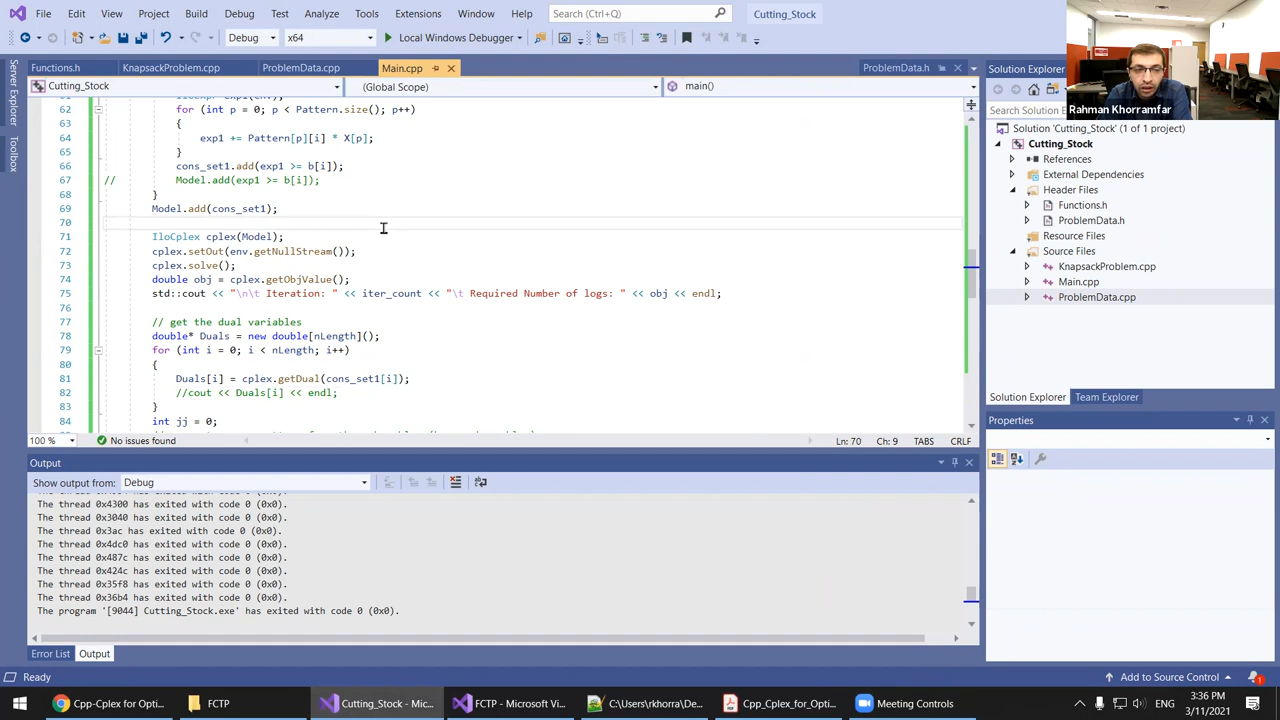 File Edit View Project Build Debug Test Analyze Tools Extensions Window Help Search (Ctrl+Q) Cutting_Stock
Debug x64 Local Windows Debugger
Rahman Khorramfar
Server Explorer
Toolbox
Functions.h KnapsackProblem.cpp ProblemData.cpp Main.cpp ProblemData.h
Cutting_Stock (Global Scope) main()
62 for (int p = 0; p < Pattern.size(); p++)
63 {
64 exp1 += Pattern[p][i] * X[p];
65 }
66 cons_set1.add(exp1 >= b[i]);
67 // Model.add(exp1 >= b[i]);
68 }
69 Model.add(cons_set1);
70
71 IloCplex cplex(Model);
72 cplex.setOut(env.getNullStream());
73 cplex.solve();
74 double obj = cplex.getObjValue();
75 std::cout << "\n\t Iteration: " << iter_count << "\t Required Number of logs: " << obj << endl;
76
77 // get the dual variables
78 double* Duals = new double[nLength]();
79 for (int i = 0; i < nLength; i++)
80 {
81 Duals[i] = cplex.getDual(cons_set1[i]);
82 //cout << Duals[i] << endl;
83 }
84 int jj = 0;
100 % No issues found Ln: 70 Ch: 9 TABS CRLF
Output
Show output from: Debug
The thread 0x4300 has exited with code 0 (0x0).
The thread 0x3040 has exited with code 0 (0x0).
The thread 0x3ac has exited with code 0 (0x0).
The thread 0x4dc0 has exited with code 0 (0x0).
The thread 0x487c has exited with code 0 (0x0).
The thread 0x424c has exited with code 0 (0x0).
The thread 0x35f8 has exited with code 0 (0x0).
The thread 0x36b4 has exited with code 0 (0x0).
The program '[9044] Cutting_Stock.exe' has exited with code 0 (0x0).
Error List Output
Solution Explorer
Search Solution
Solution 'Cutting_Stock' (1 of 1 project)
Cutting_Stock
References
External Dependencies
Header Files
Functions.h
ProblemData.h
Resource Files
Source Files
KnapsackProblem.cpp
Main.cpp
ProblemData.cpp
Solution Explorer Team Explorer
Properties
Ready Add to Source Control 1
Cpp-Cplex for Opti... FCTP Cutting_Stock - Mic... FCTP - Microsoft Vi... C:\Users\rkhorra\De... Cpp_Cplex_for_Opti... Meeting Controls ENG
3:36 PM
3/11/2021